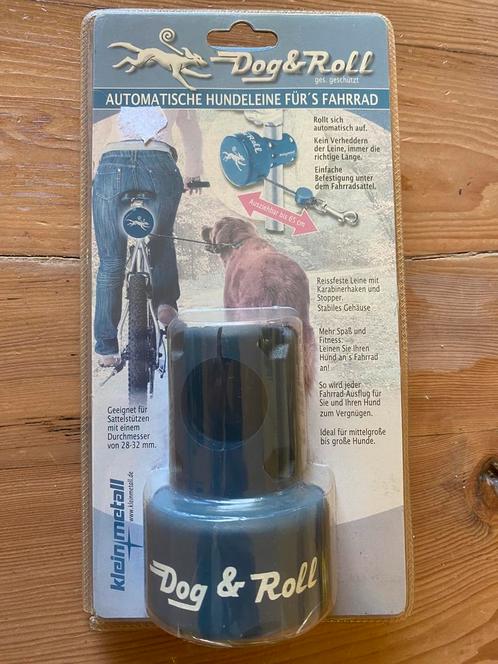 Dog&Roll
ges. geschützt
AUTOMATISCHE HUNDELEINE FÜR'S FAHRRAD
Rollt sich
automatisch auf.
Kein Verheddern
der Leine, immer die
richtige Länge.
Einfache
Befestigung unter
dem Fahrradsattel.
Ausziehbar bis 65 cm
Reissfeste Leine mit
Karabinerhaken und
Stopper.
Stabiles Gehäuse
Mehr Spaß und
Fitness:
Leinen Sie Ihren
Hund an's Fahrrad
an!
So wird jeder
Fahrrad-Ausflug für
Sie und Ihren Hund
zum Vergnügen.
Ideal für mittelgroße
bis große Hunde.
Geeignet für
Sattelstützen
mit einem
Durchmesser
von 28-32 mm.
kleinmetall
www.kleinmetall.de
Dog & Roll